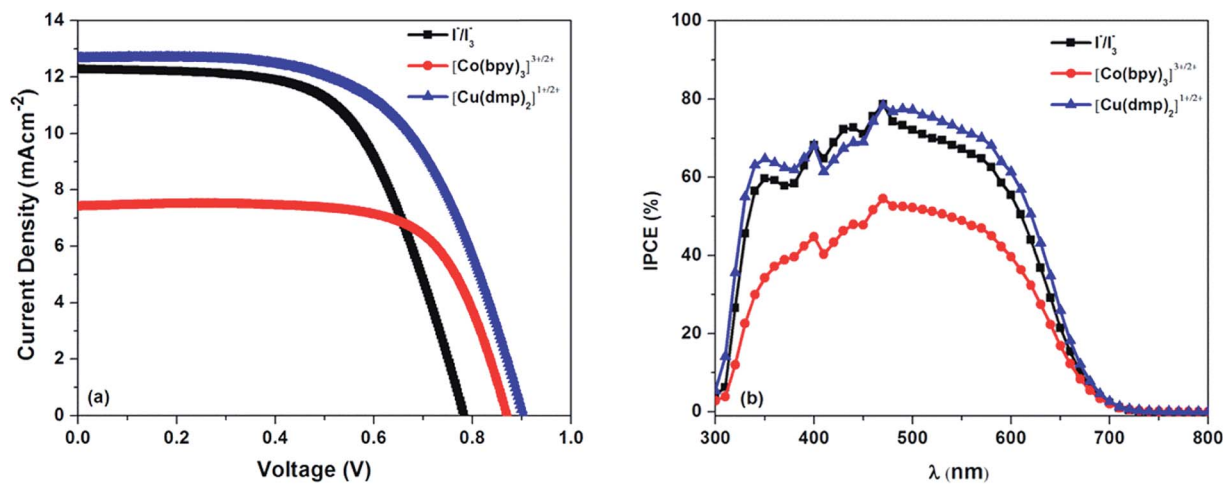 14
12
10
8
6
4
2
0
Current Density (mAcm⁻²)
I⁻/I₃⁻
[Co(bpy)₃]³⁺/²⁺
[Cu(dmp)₂]¹⁺/²⁺
(a)
0.0 0.2 0.4 0.6 0.8 1.0
Voltage (V)
100
80
60
40
20
0
IPCE (%)
I⁻/I₃⁻
[Co(bpy)₃]³⁺/²⁺
[Cu(dmp)₂]¹⁺/²⁺
(b)
300 400 500 600 700 800
λ (nm)